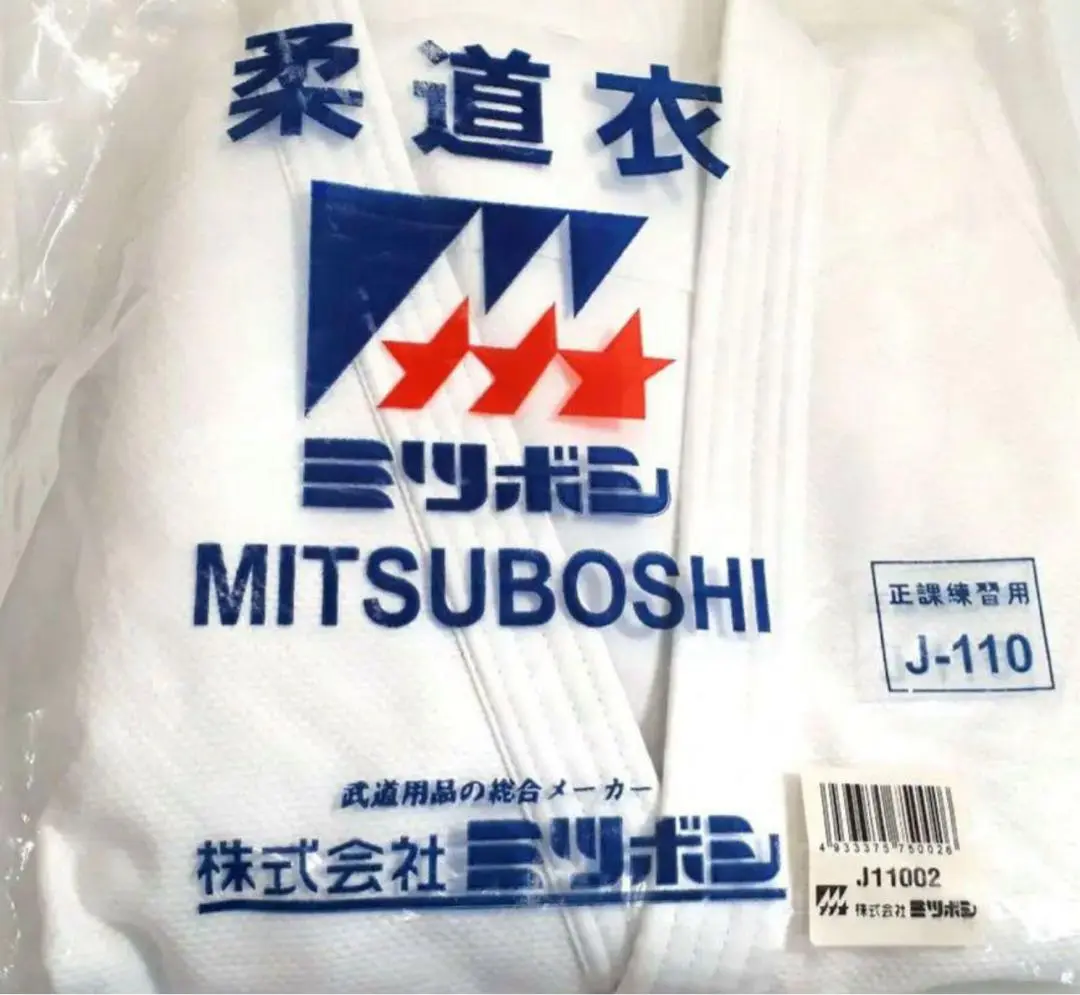 柔道衣
ミツボシ
MITSUBOSHI
正課練習用
J-110
武道用品の総合メーカー
株式会社ミツボシ
4933375750026
J11002
株式会社ミツボシ